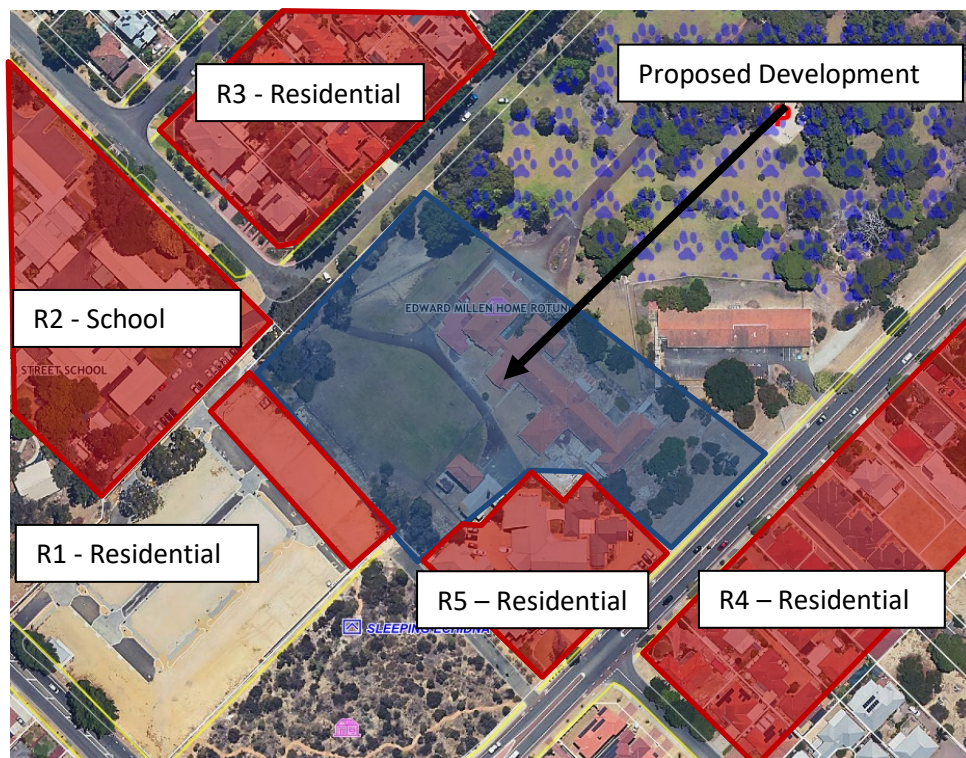 Proposed Development
R3 - Residential
EDWARD MILLEN HOME ROTUN
R2 - School
STREET SCHOOL
R1 - Residential
R5 – Residential
R4 – Residential
SLEEPING ECHIDNA